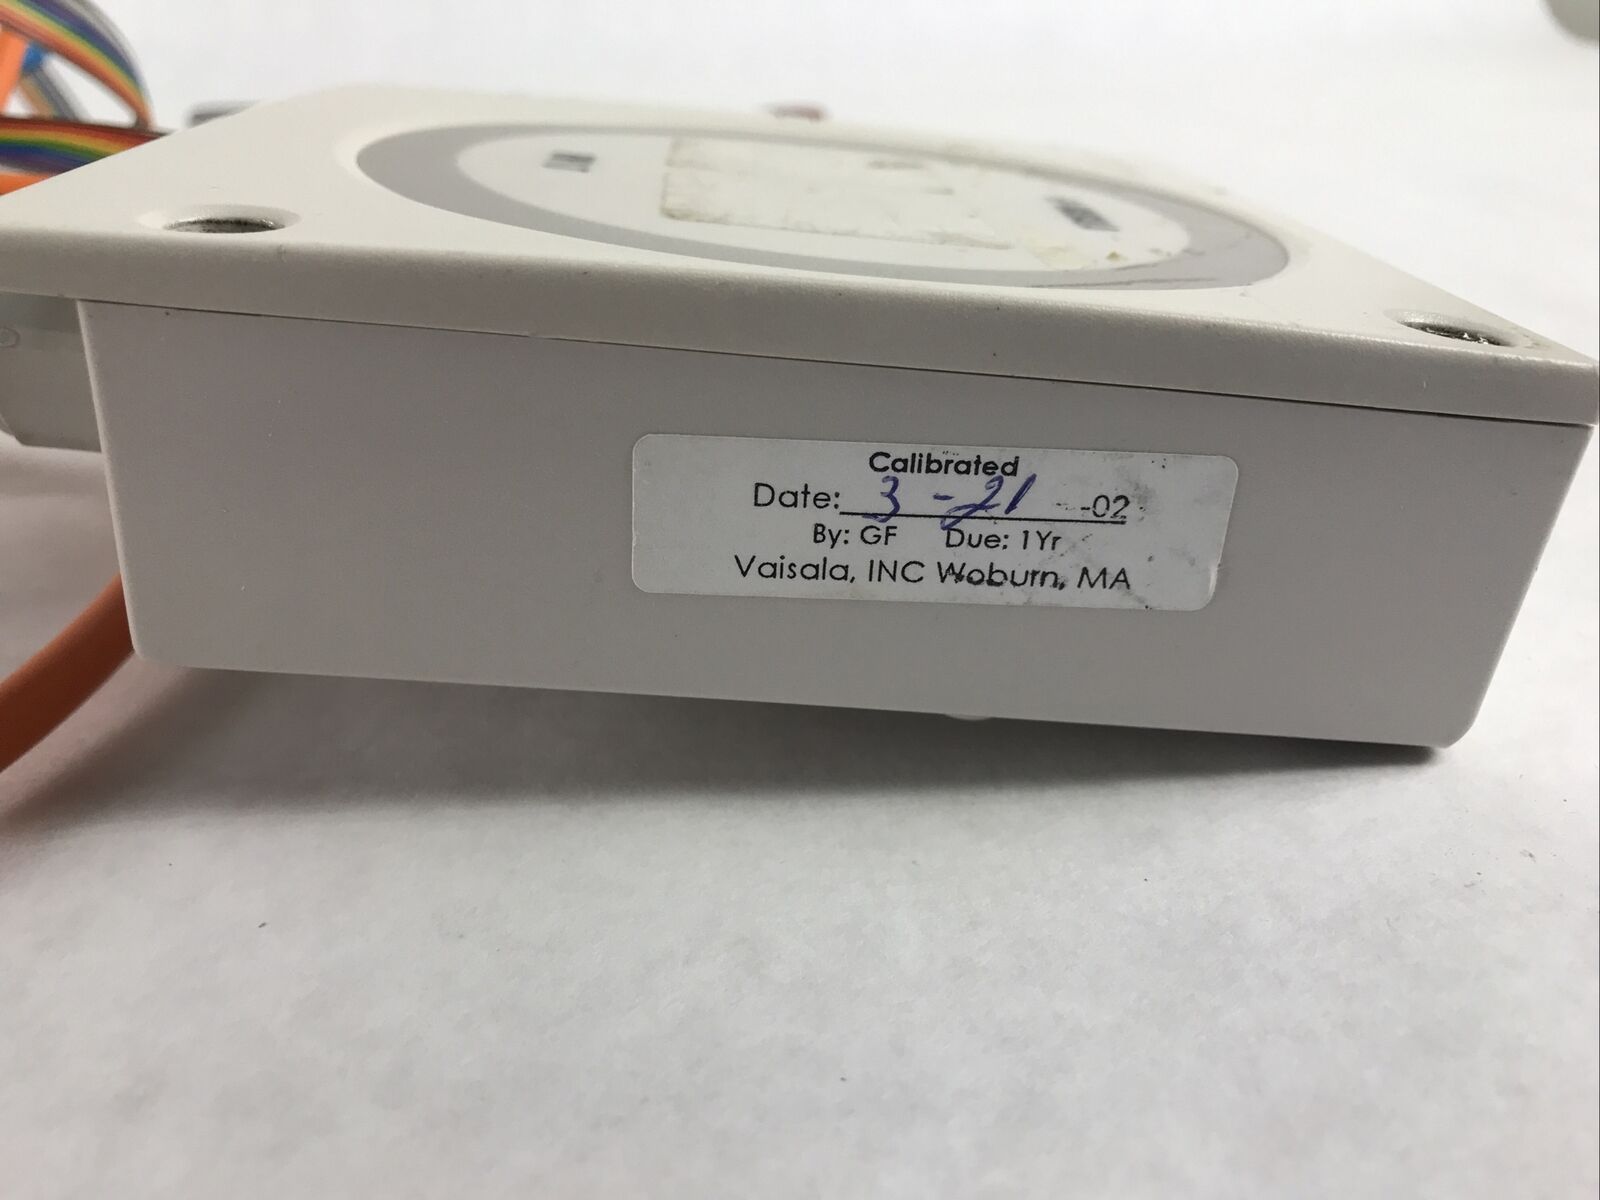 Calibrated
Date: 3 - 21 -02
By: GF Due: 1Yr
Vaisala, INC Woburn, MA